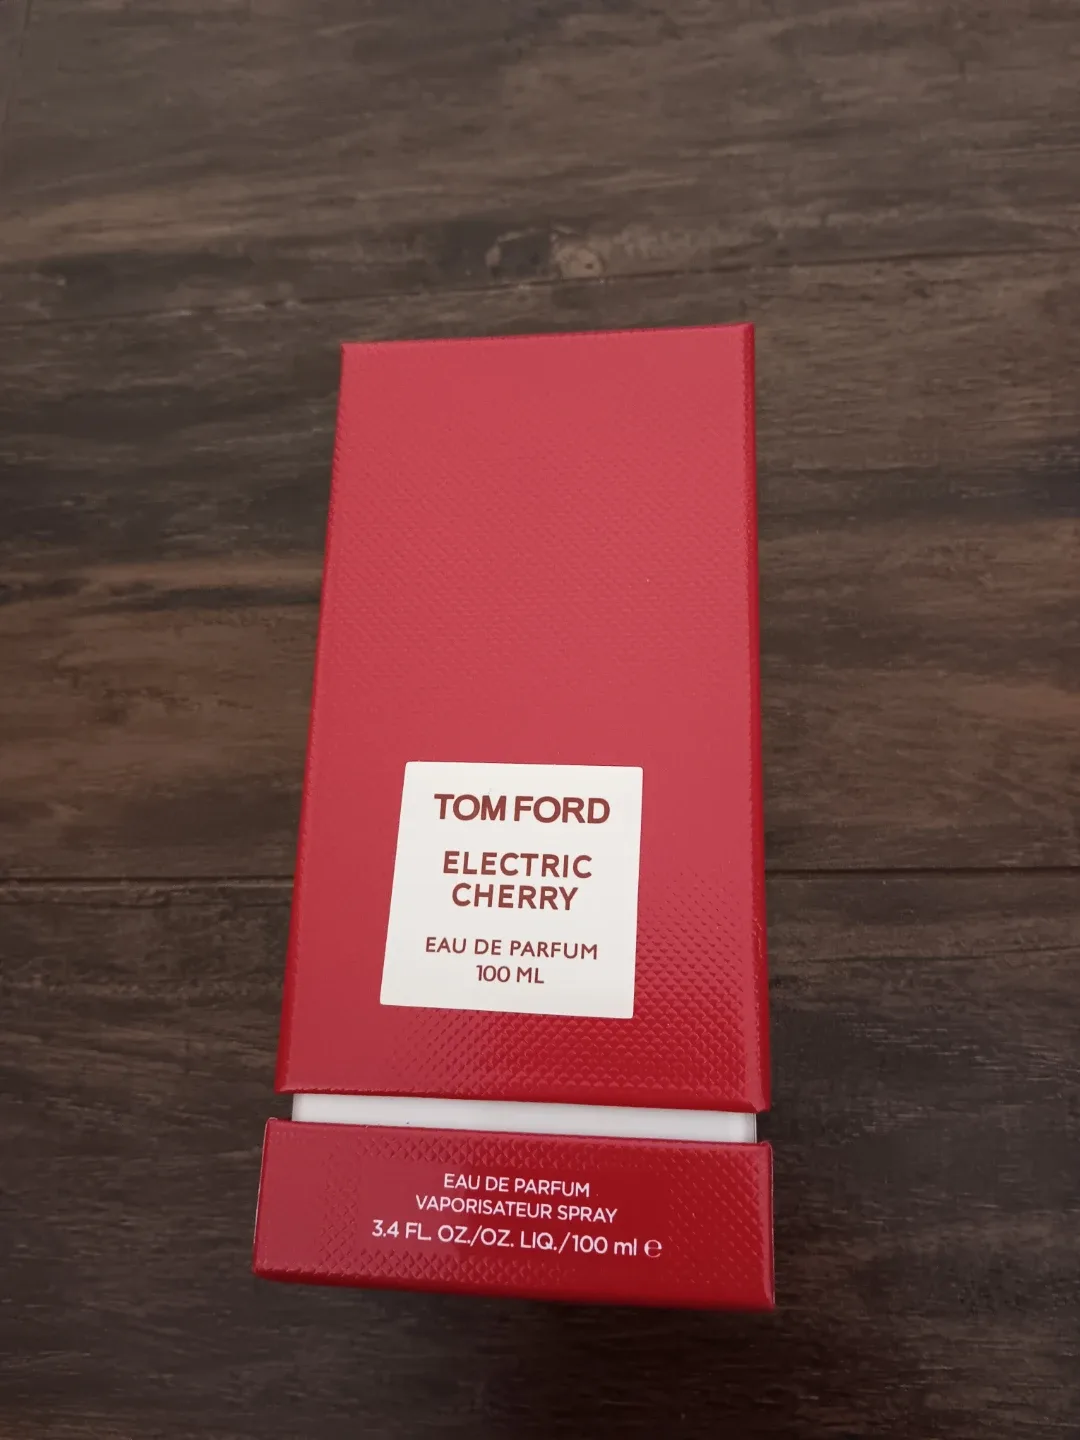 TOM FORD
ELECTRIC
CHERRY
EAU DE PARFUM
100 ML
EAU DE PARFUM
VAPORISATEUR SPRAY
3.4 FL. OZ./OZ. LIQ./100 ml ℮